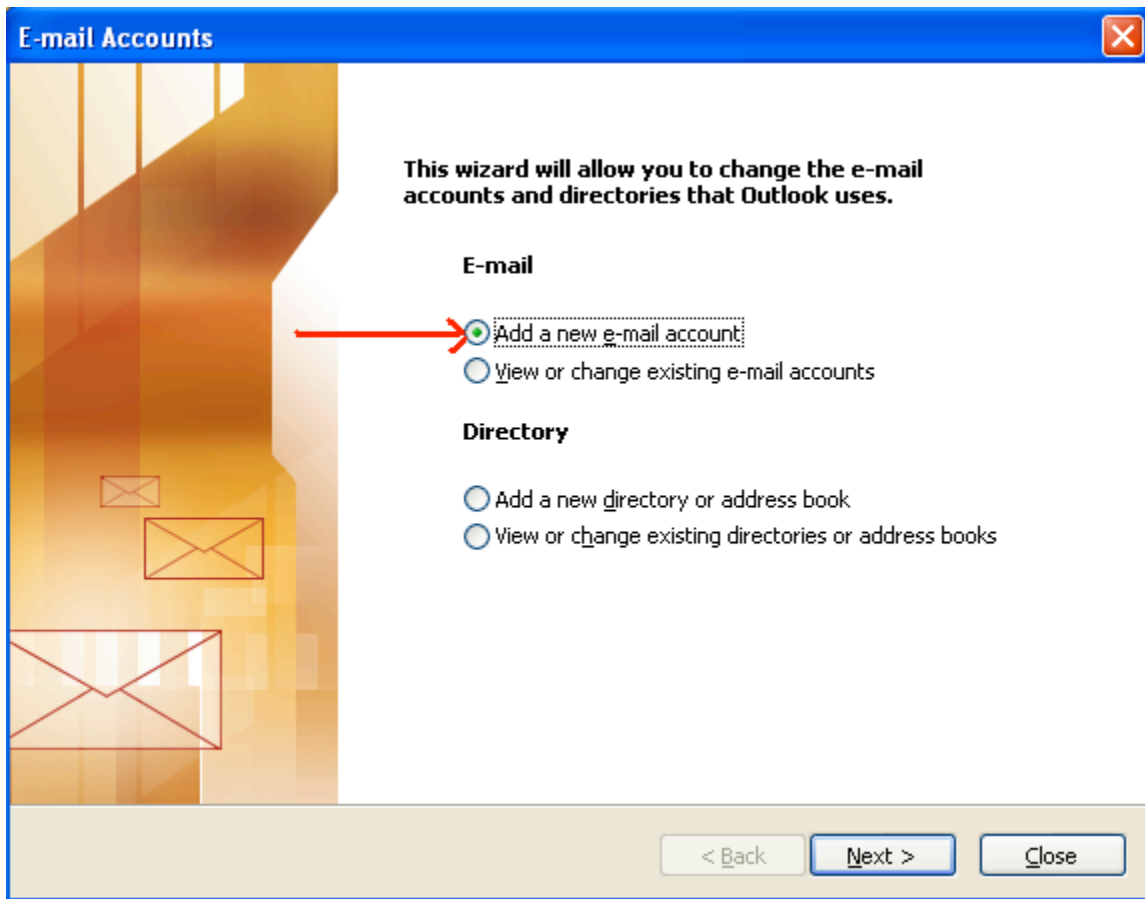 E-mail Accounts
This wizard will allow you to change the e-mail
accounts and directories that Outlook uses.
E-mail
Add a new e-mail account
View or change existing e-mail accounts
Directory
Add a new directory or address book
View or change existing directories or address books
< Back
Next >
Close